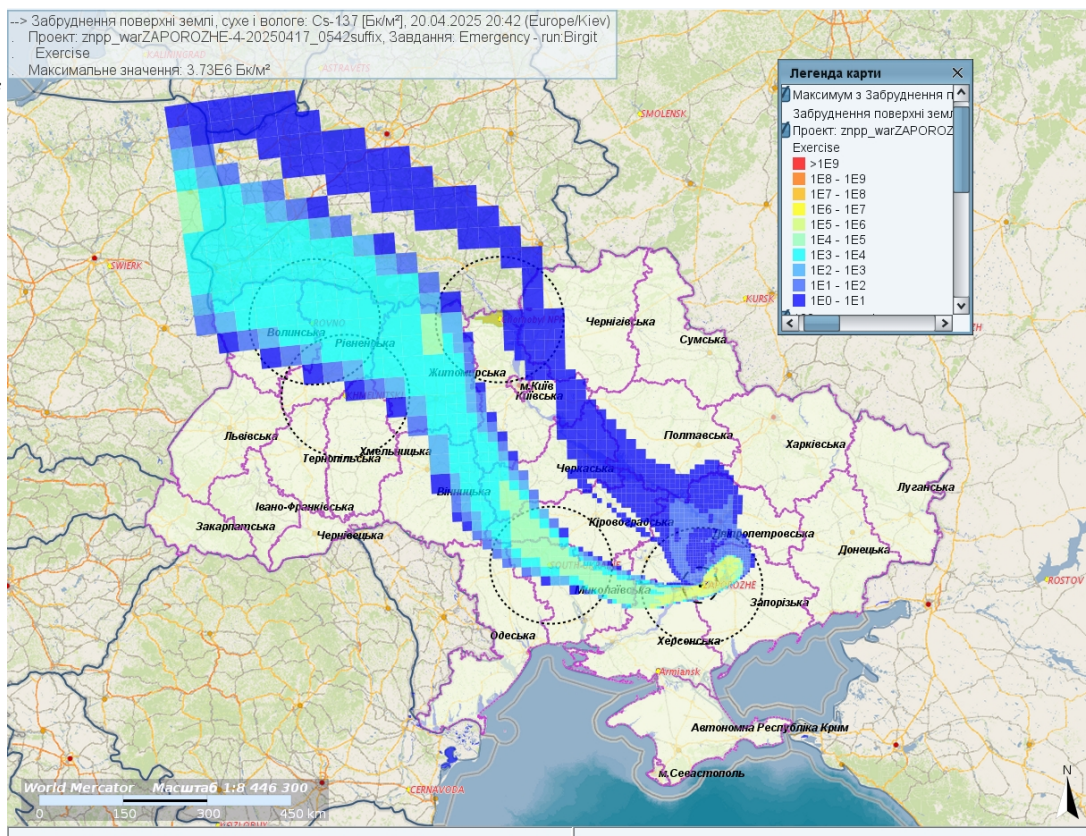 --> Забруднення поверхні землі, сухе і вологе: Cs-137 [Бк/м²], 20.04.2025 20:42 (Europe/Kiev)
. Проект: znpp_warZAPOROZHE-4-20250417_0542suffix, Завдання: Emergency - run:Birgit
. Exercise
. Максимальне значення: 3.73E6 Бк/м²
KALININGRAD
ASTRAVETS
Легенда карти
Максимум з Забруднення п
Забруднення поверхні земл
Проект: znpp_warZAPOROZ
Exercise
>1E9
1E8 - 1E9
1E7 - 1E8
1E6 - 1E7
1E5 - 1E6
1E4 - 1E5
1E3 - 1E4
1E2 - 1E3
1E1 - 1E2
1E0 - 1E1
SMOLENSK
SWIERK
KURSK
ROVNO
Волинська
Рівненська
Чернігівська
Сумська
Житомирська
м.Київ
Київська
Львівська
Тернопільська
Хмельницька
Полтавська
Харківська
Черкаська
Луганська
Вінницька
Івано-Франківська
Закарпатська
Чернівецька
Кіровоградська
Дніпропетровська
Донецька
Миколаївська
Запорізька
ROSTOV
Одеська
Херсонська
Armiansk
Автономна Республіка Крим
м.Севастополь
CERNAVODA
World Mercator Масштаб 1:8 446 300
0 150 300 450 km
N